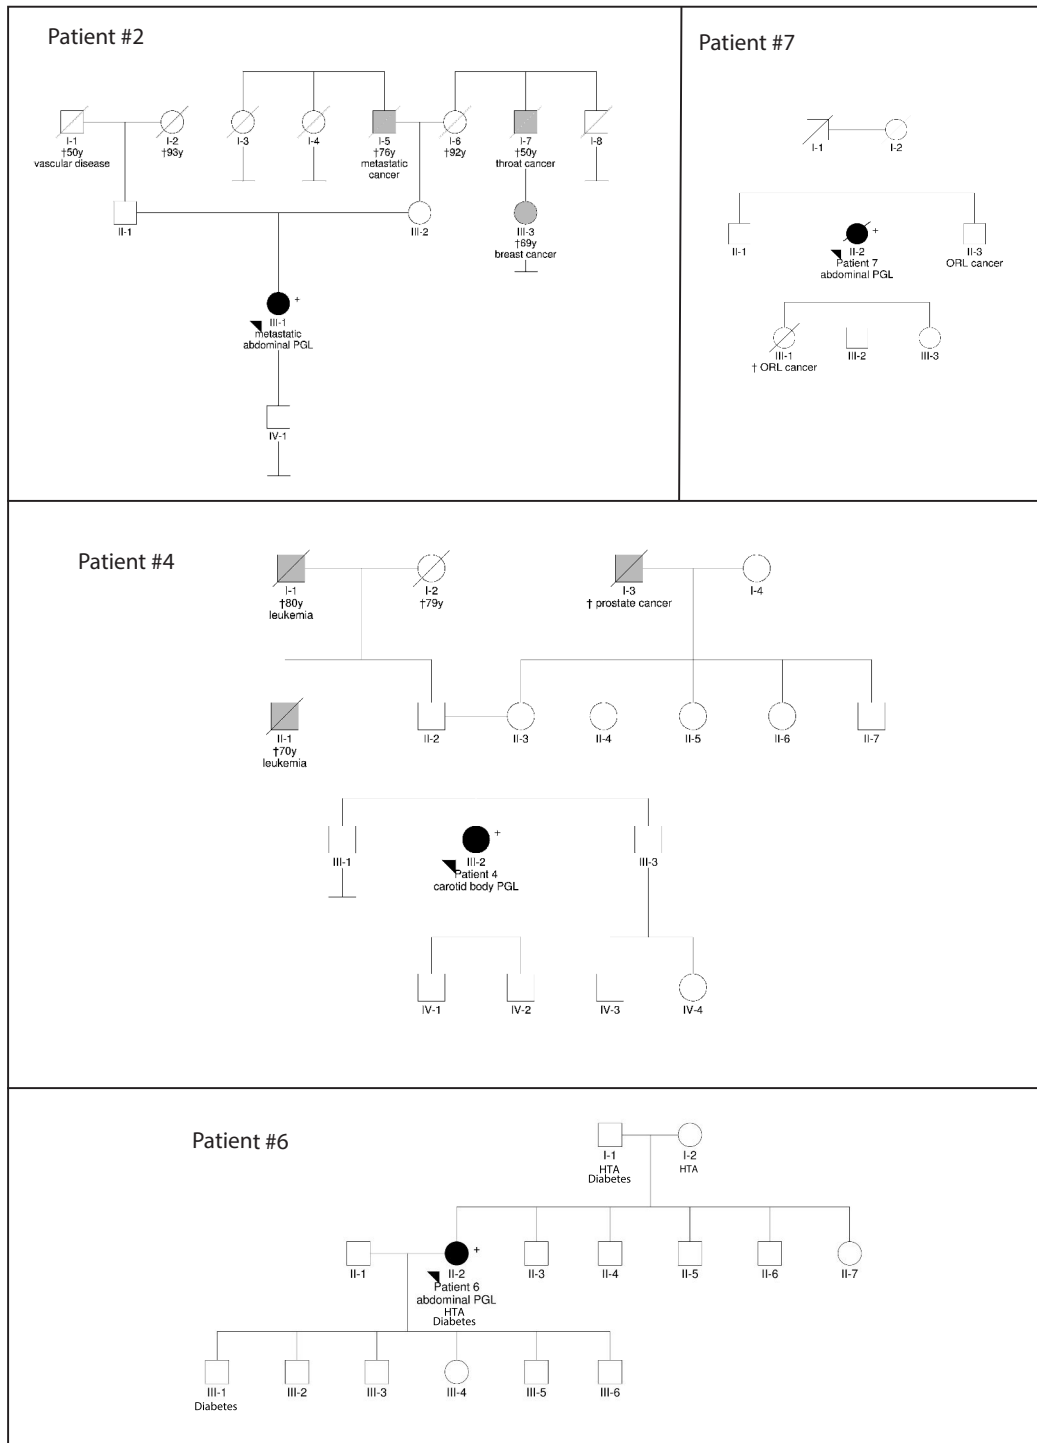 Patient #2
I-1
†50y
vascular disease
I-2
†93y
I-3
I-4
I-5
†76y
metastatic
cancer
I-6
†92y
I-7
†50y
throat cancer
I-8
II-1
III-2
III-3
†69y
breast cancer
+
III-1
metastatic
abdominal PGL
IV-1
Patient #7
I-1
I-2
II-1
+
II-2
Patient 7
abdominal PGL
II-3
ORL cancer
III-1
† ORL cancer
III-2
III-3
Patient #4
I-1
†80y
leukemia
I-2
†79y
I-3
† prostate cancer
I-4
II-1
†70y
leukemia
II-2
II-3
II-4
II-5
II-6
II-7
III-1
+
III-2
Patient 4
carotid body PGL
III-3
IV-1
IV-2
IV-3
IV-4
Patient #6
I-1
HTA
Diabetes
I-2
HTA
II-1
+
II-2
Patient 6
abdominal PGL
HTA
Diabetes
II-3
II-4
II-5
II-6
II-7
III-1
Diabetes
III-2
III-3
III-4
III-5
III-6